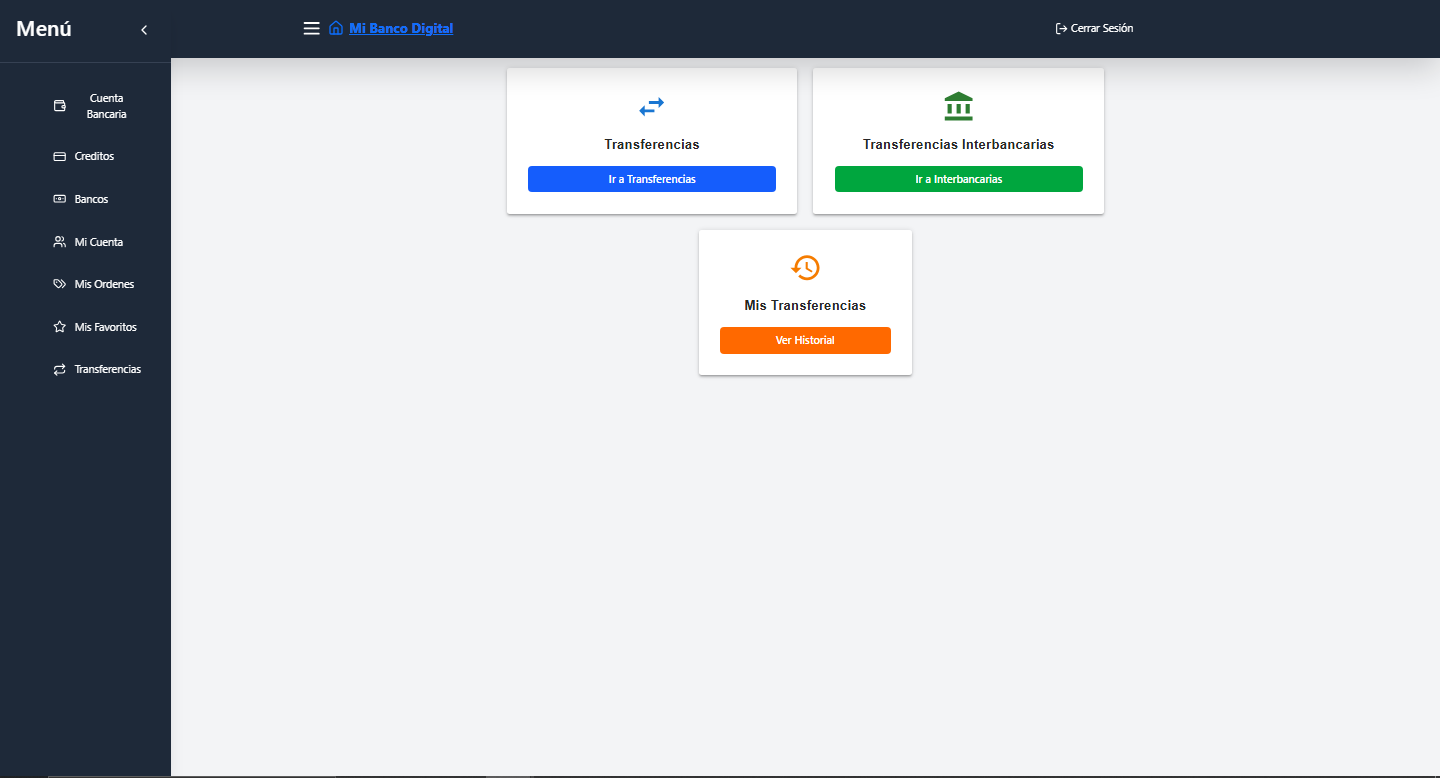 Menú
Mi Banco Digital
Cerrar Sesión
Cuenta
Bancaria
Creditos
Bancos
Mi Cuenta
Mis Ordenes
Mis Favoritos
Transferencias
Transferencias
Ir a Transferencias
Transferencias Interbancarias
Ir a Interbancarias
Mis Transferencias
Ver Historial